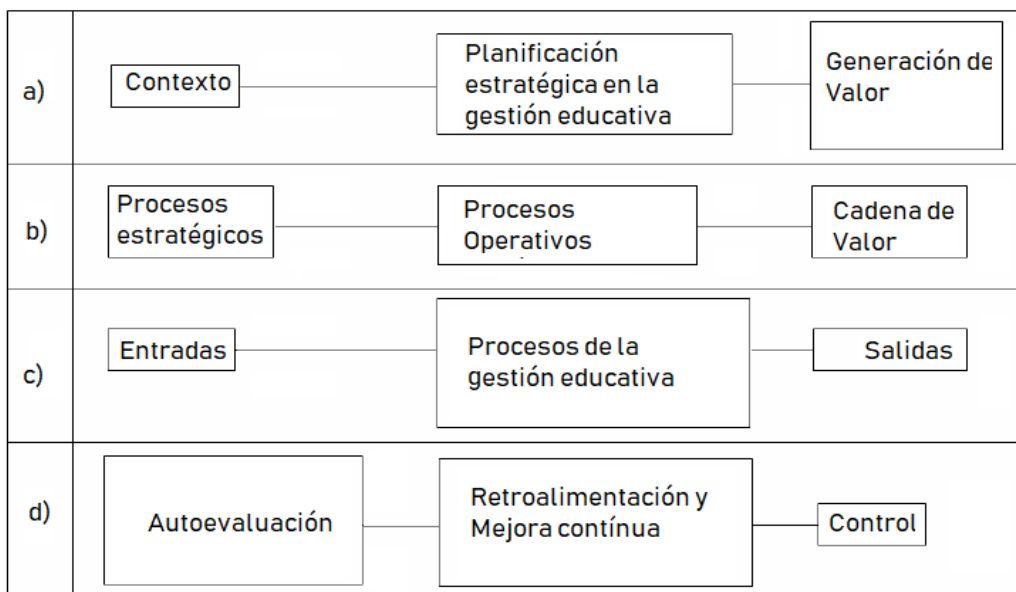 a)
Contexto
Planificación
estratégica en la
gestión educativa
Generación de
Valor
b)
Procesos
estratégicos
Procesos
Operativos
Cadena de
Valor
c)
Entradas
Procesos de la
gestión educativa
Salidas
d)
Autoevaluación
Retroalimentación y
Mejora contínua
Control